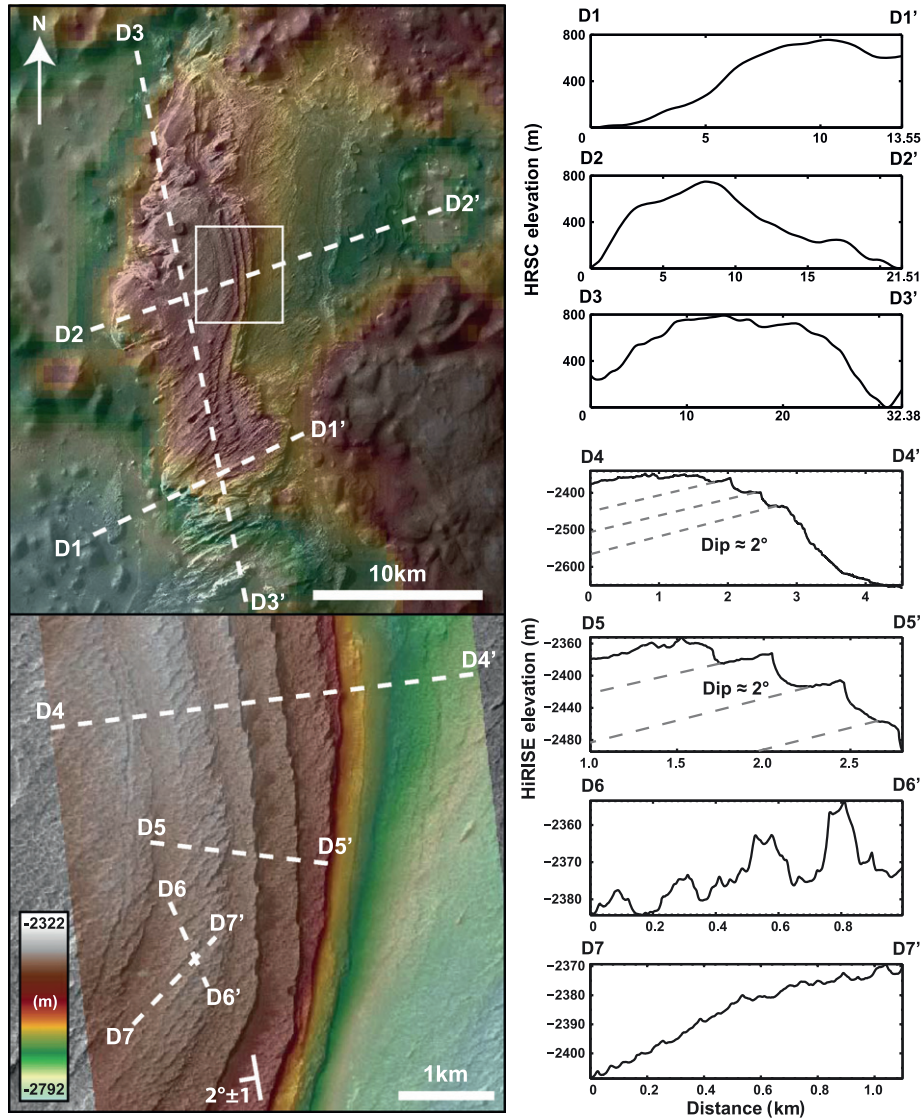 N
D3
D2'
D2
D1'
D1
D3'
10km
D4'
D4
D5
D5'
D6
D7'
D6'
D7
-2322
(m)
-2792
2°±1
1km
HRSC elevation (m)
D1 D1'
800
400
0 5 10 13.55
D2 D2'
800
400
0 5 10 15 21.51
D3 D3'
800
400
0 10 20 32.38
HiRISE elevation (m)
D4 D4'
−2400
−2500
−2600
Dip ≈ 2°
0 1 2 3 4
D5 D5'
−2360
−2400
−2440
−2480
Dip ≈ 2°
1.0 1.5 2.0 2.5
D6 D6'
−2360
−2370
−2380
0.2 0.4 0.6 0.8
D7 D7'
−2370
−2380
−2390
−2400
0 0.2 0.4 0.6 0.8 1.0
Distance (km)